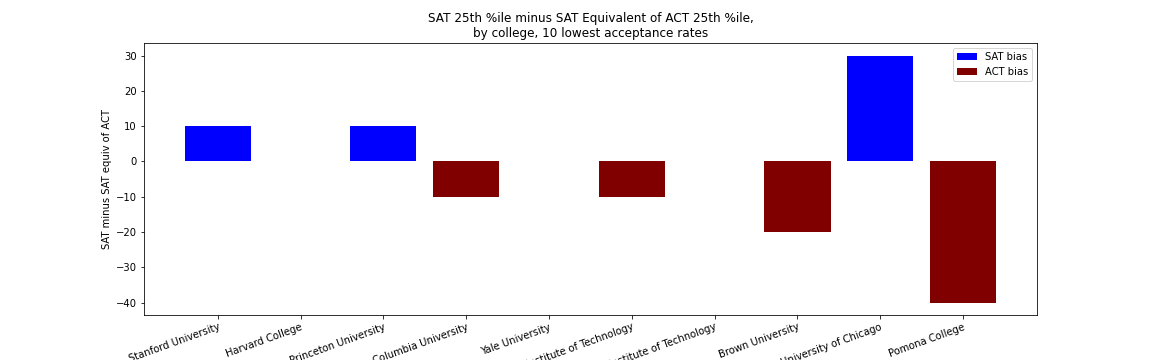 SAT 25th %ile minus SAT Equivalent of ACT 25th %ile,
by college, 10 lowest acceptance rates
SAT bias
ACT bias
SAT minus SAT equiv of ACT
30
20
10
0
−10
−20
−30
−40
Stanford University
Harvard College
Princeton University
Columbia University
Yale University
of Technology
of Technology
Brown University
University of Chicago
Pomona College